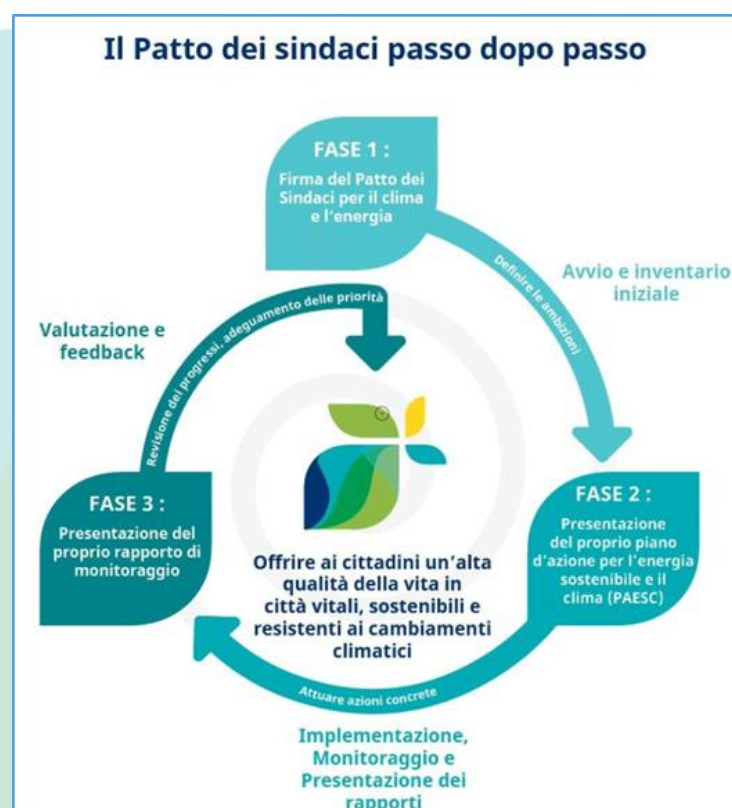 Il Patto dei sindaci passo dopo passo
FASE 1 :
Firma del Patto dei
Sindaci per il clima
e l'energia
Definire le ambizioni
Avvio e inventario
iniziale
FASE 2 :
Presentazione
del proprio piano
d'azione per l'energia
sostenibile e il
clima (PAESC)
Attuare azioni concrete
Implementazione,
Monitoraggio e
Presentazione dei
rapporti
FASE 3 :
Presentazione del
proprio rapporto di
monitoraggio
Revisione dei progressi, adeguamento delle priorità
Valutazione e
feedback
Offrire ai cittadini un'alta
qualità della vita in
città vitali, sostenibili e
resistenti ai cambiamenti
climatici